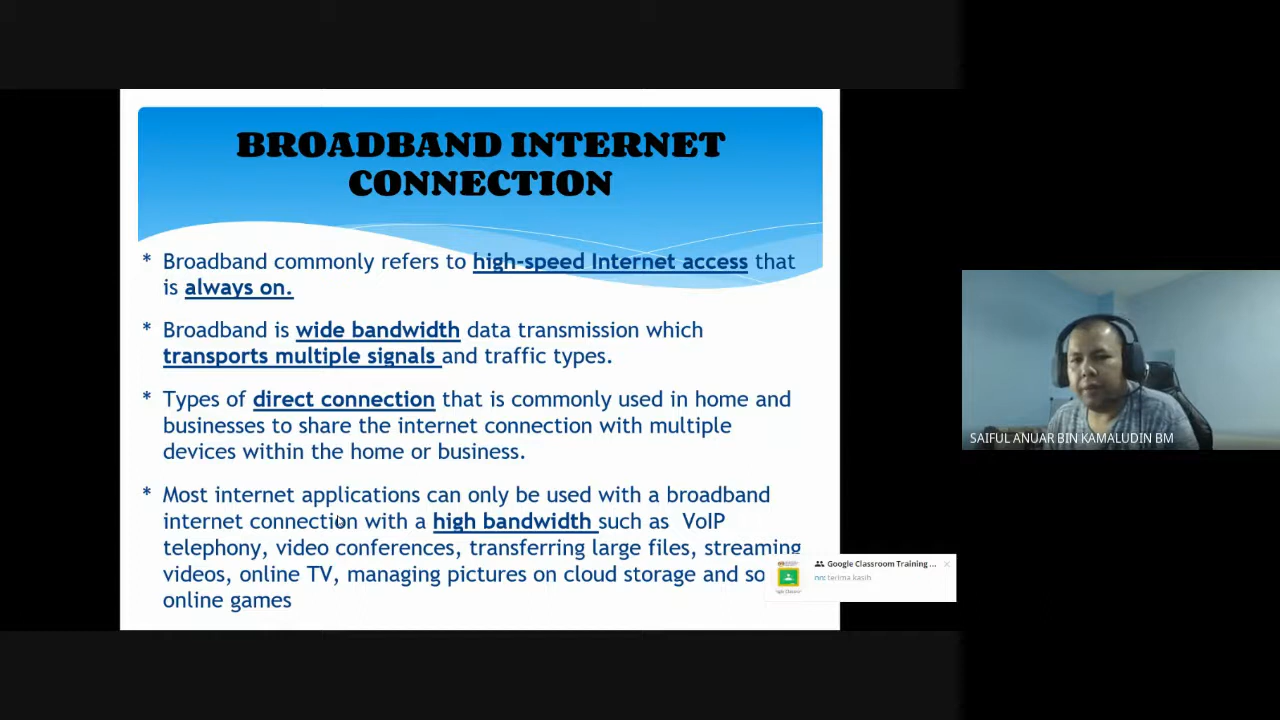 BROADBAND INTERNET
CONNECTION
* Broadband commonly refers to high-speed Internet access that
is always on.
* Broadband is wide bandwidth data transmission which
transports multiple signals and traffic types.
* Types of direct connection that is commonly used in home and
businesses to share the internet connection with multiple
devices within the home or business.
* Most internet applications can only be used with a broadband
internet connection with a high bandwidth such as VoIP
telephony, video conferences, transferring large files, streaming
videos, online TV, managing pictures on cloud storage and so
online games
Google Classroom Training ...
nn: terima kasih
SAIFUL ANUAR BIN KAMALUDIN BM